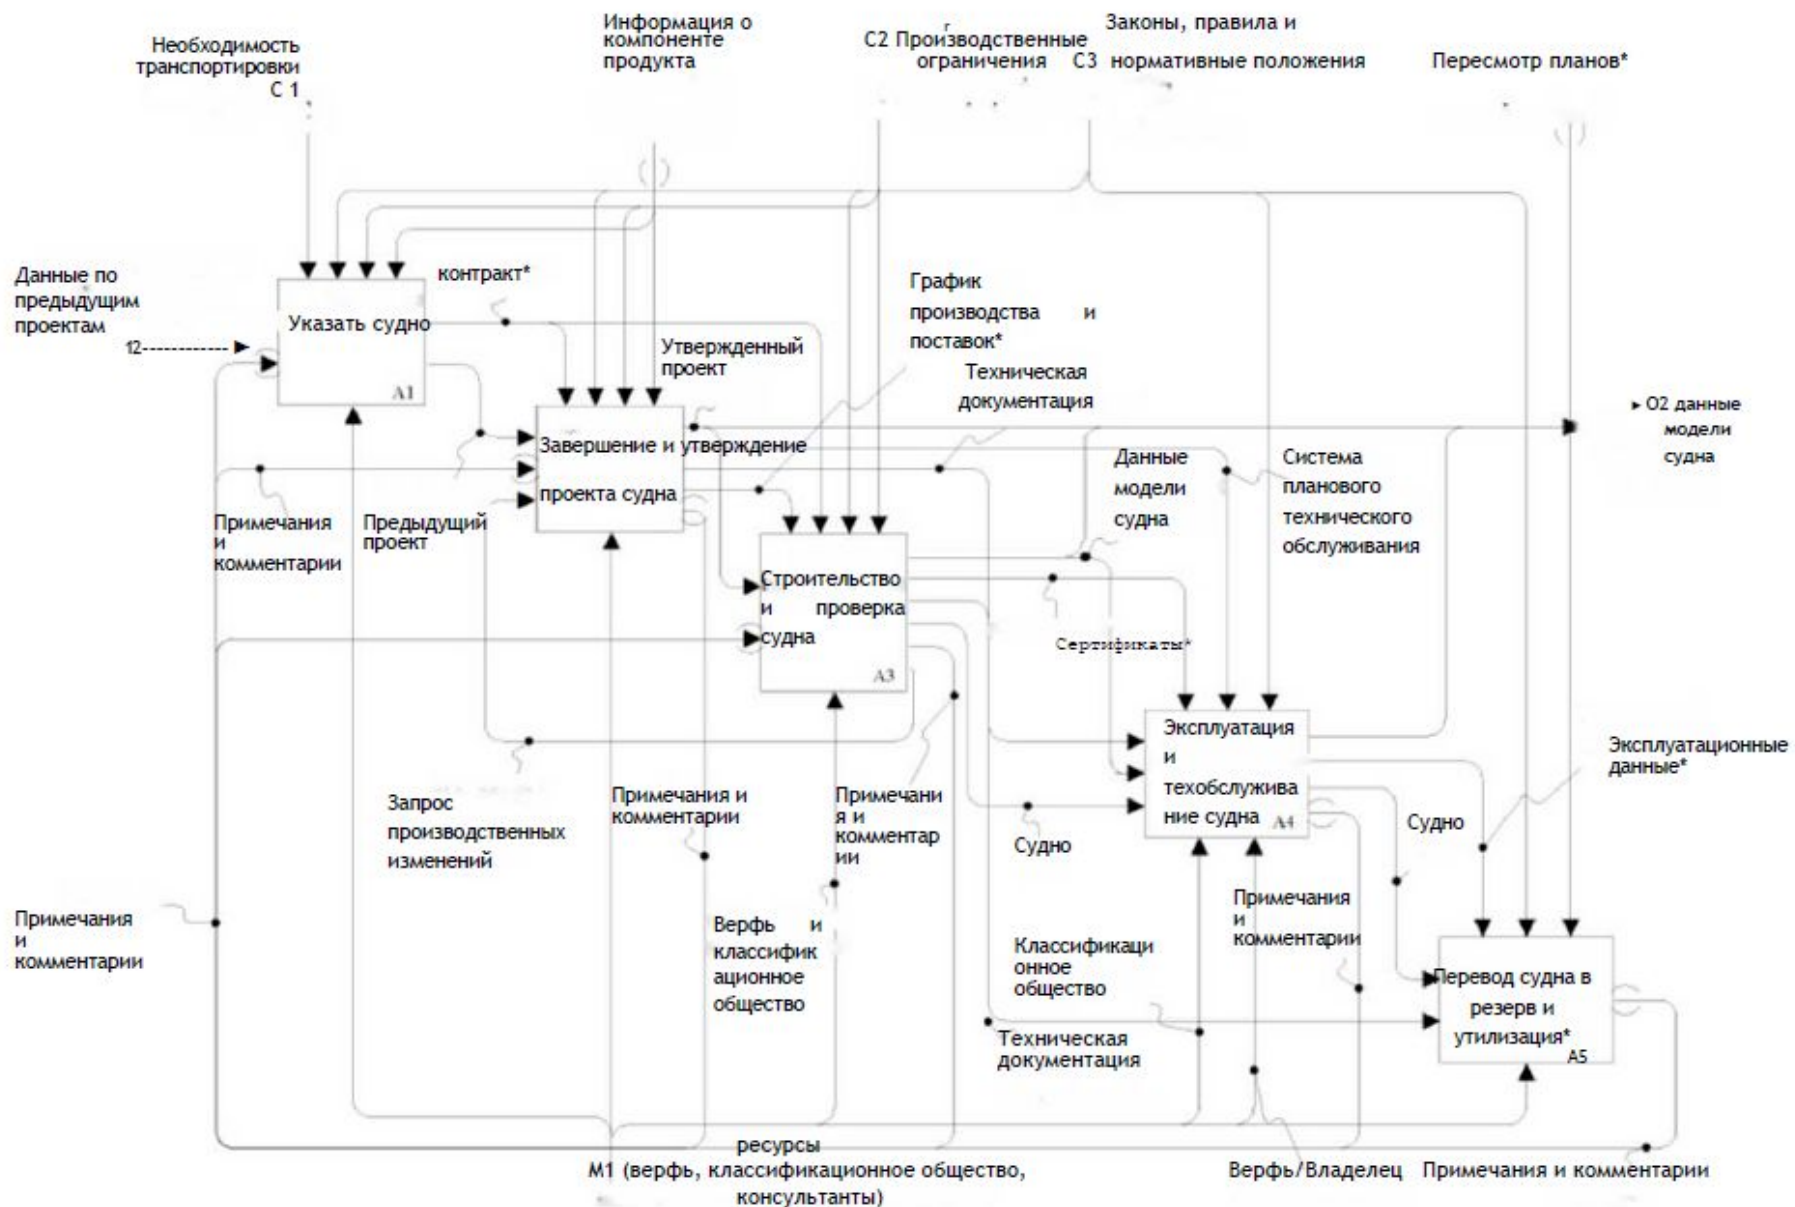 Необходимость
транспортировки
С 1
Информация о
компоненте
продукта
С2 Производственные
ограничения
С3
Законы, правила и
нормативные положения
Пересмотр планов*
Данные по
предыдущим
проектам
12------------ ►
Указать судно
A1
контракт*
График
производства и
поставок*
Утвержденный
проект
Техническая
документация
► О2 данные
модели
судна
Завершение и утверждение
проекта судна
Данные
модели
судна
Система
планового
технического
обслуживания
Примечания
и
комментарии
Предыдущий
проект
Строительство
и проверка
судна
A3
Сертификаты*
Эксплуатация
и
техобслужива
ние судна
A4
Эксплуатационные
данные*
Запрос
производственных
изменений
Примечания и
комментарии
Примечани
я и
комментар
ии
Судно
Судно
Примечания
и
комментарии
Верфь и
классифик
ационное
общество
Классификаци
онное
общество
Примечания
и
комментарии
Перевод судна в
резерв и
утилизация*
А5
Техническая
документация
ресурсы
М1 (верфь, классификационное общество,
консультанты)
Верфь/Владелец
Примечания и комментарии